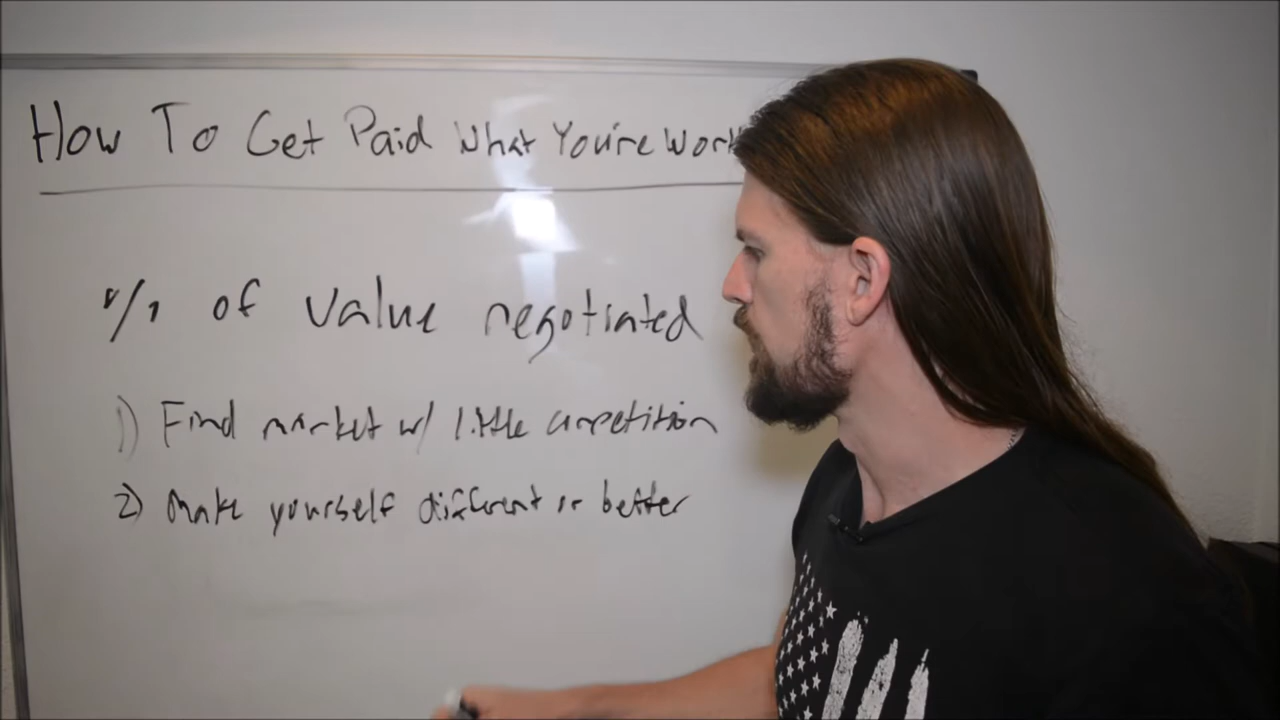 How To Get Paid What You're Wort
% of value negotiated
1) Find market w/ little competition
2) Make yourself different or better